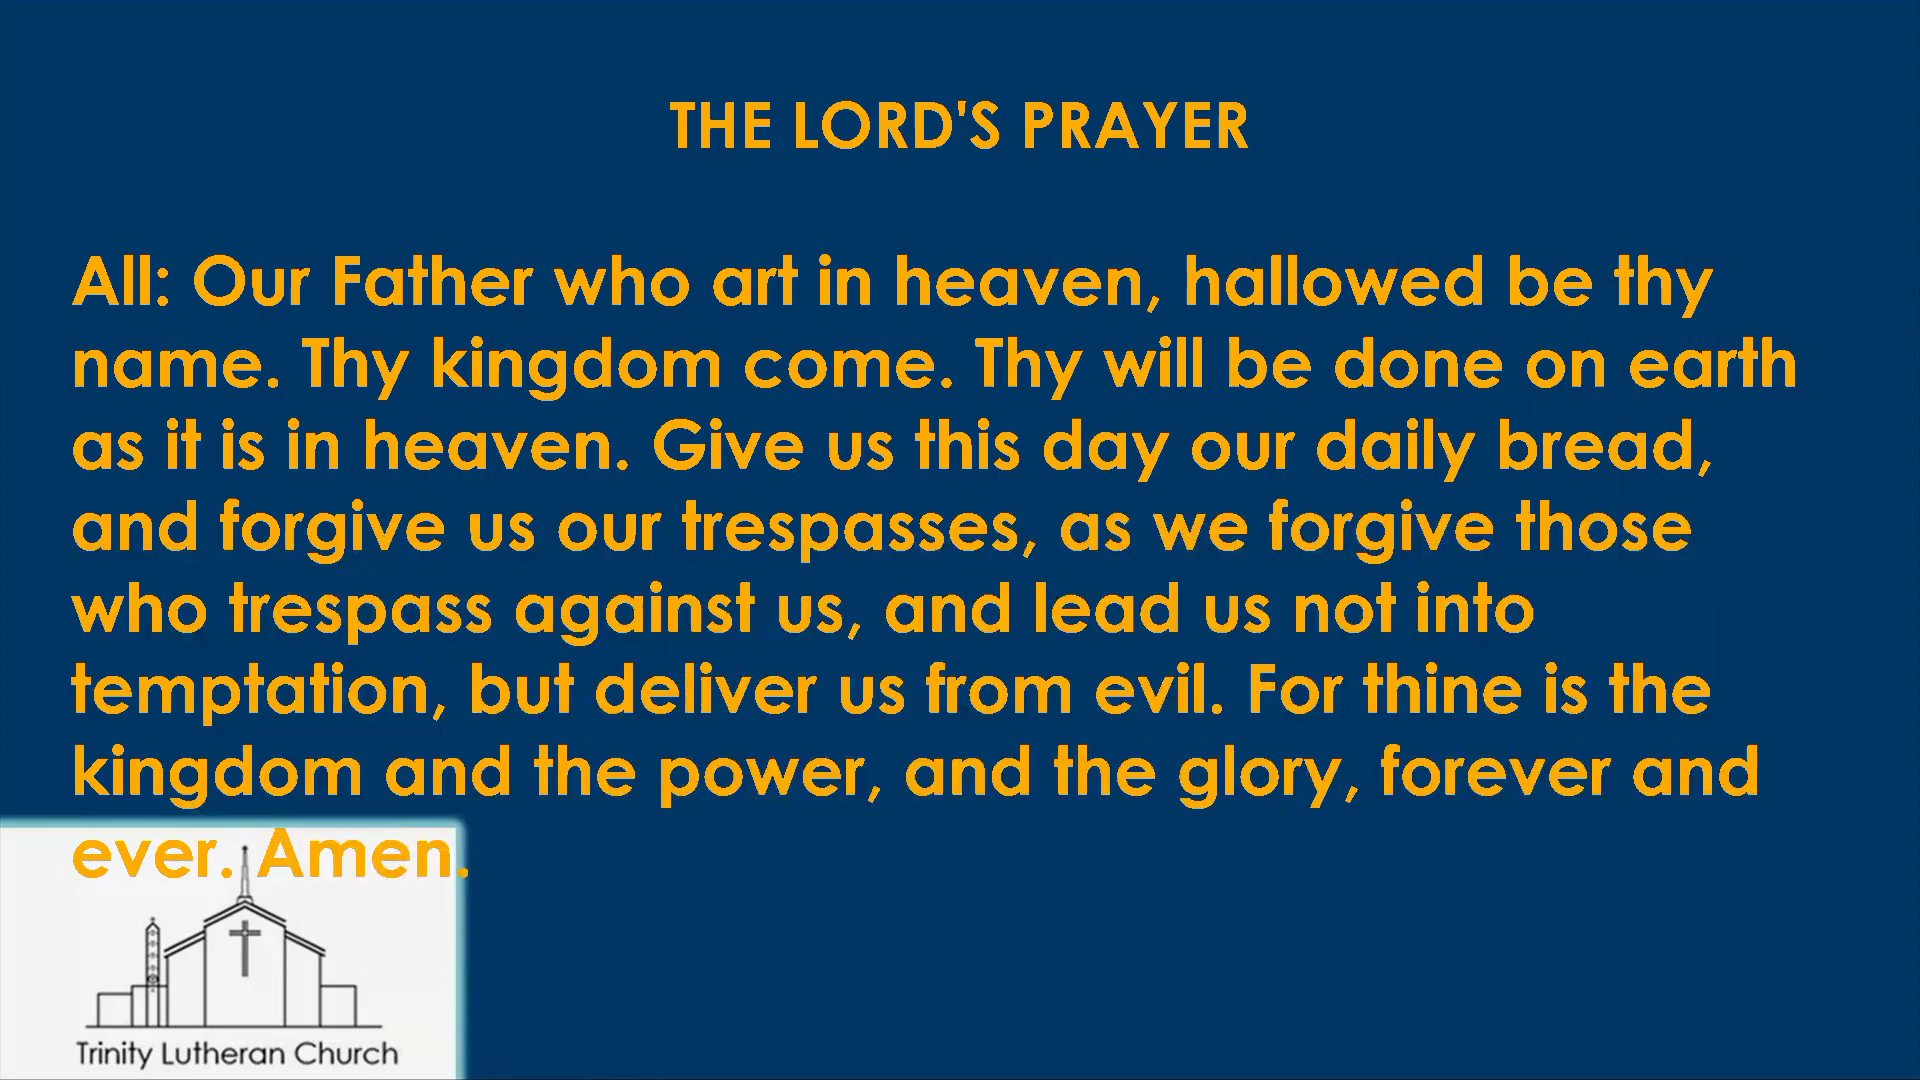 THE LORD'S PRAYER
All: Our Father who art in heaven, hallowed be thy
name. Thy kingdom come. Thy will be done on earth
as it is in heaven. Give us this day our daily bread,
and forgive us our trespasses, as we forgive those
who trespass against us, and lead us not into
temptation, but deliver us from evil. For thine is the
kingdom and the power, and the glory, forever and
ever. Amen.
Trinity Lutheran Church